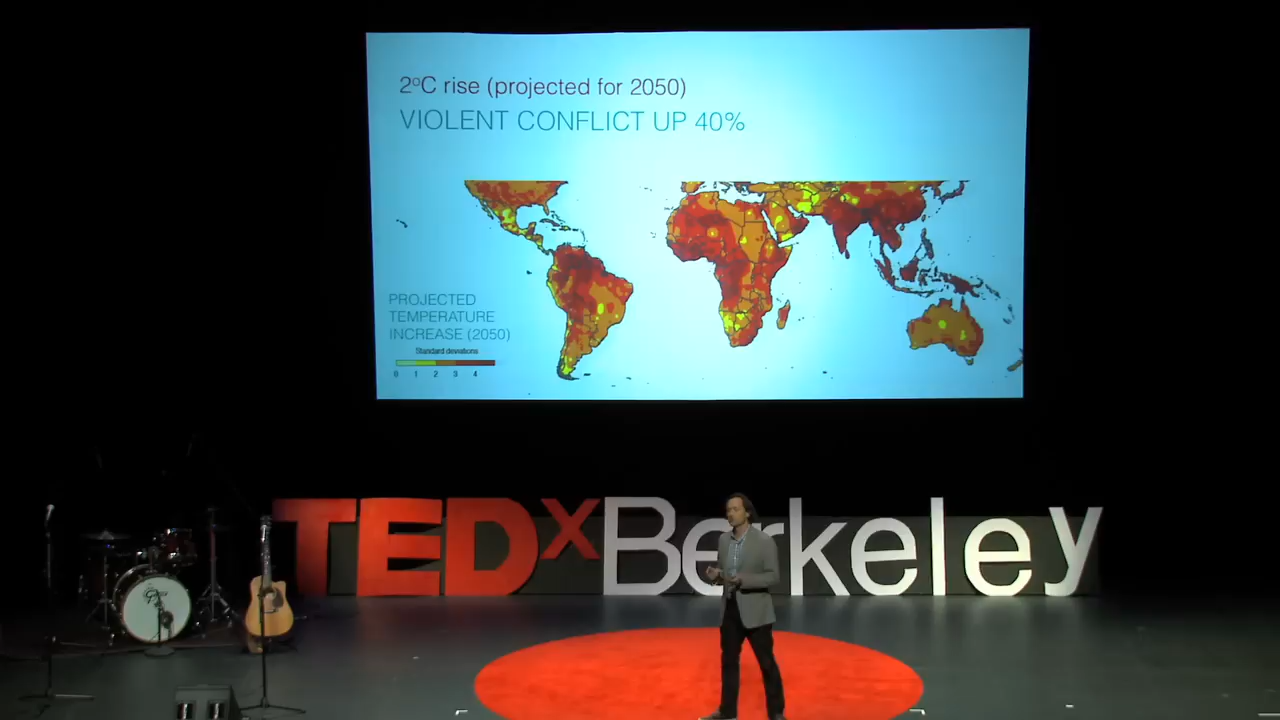 2°C rise (projected for 2050)
VIOLENT CONFLICT UP 40%
PROJECTED
TEMPERATURE
INCREASE (2050)
Standard deviations
0 1 2 3 4
TEDxBerkeley